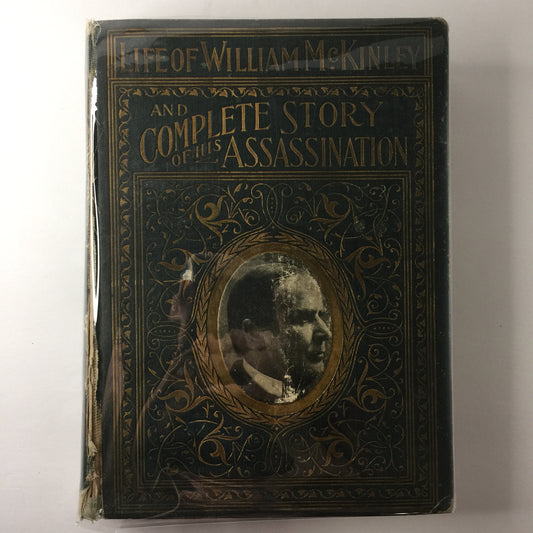 LIFE OF WILLIAM MCKINLEY
AND
COMPLETE STORY
OF HIS ASSASSINATION